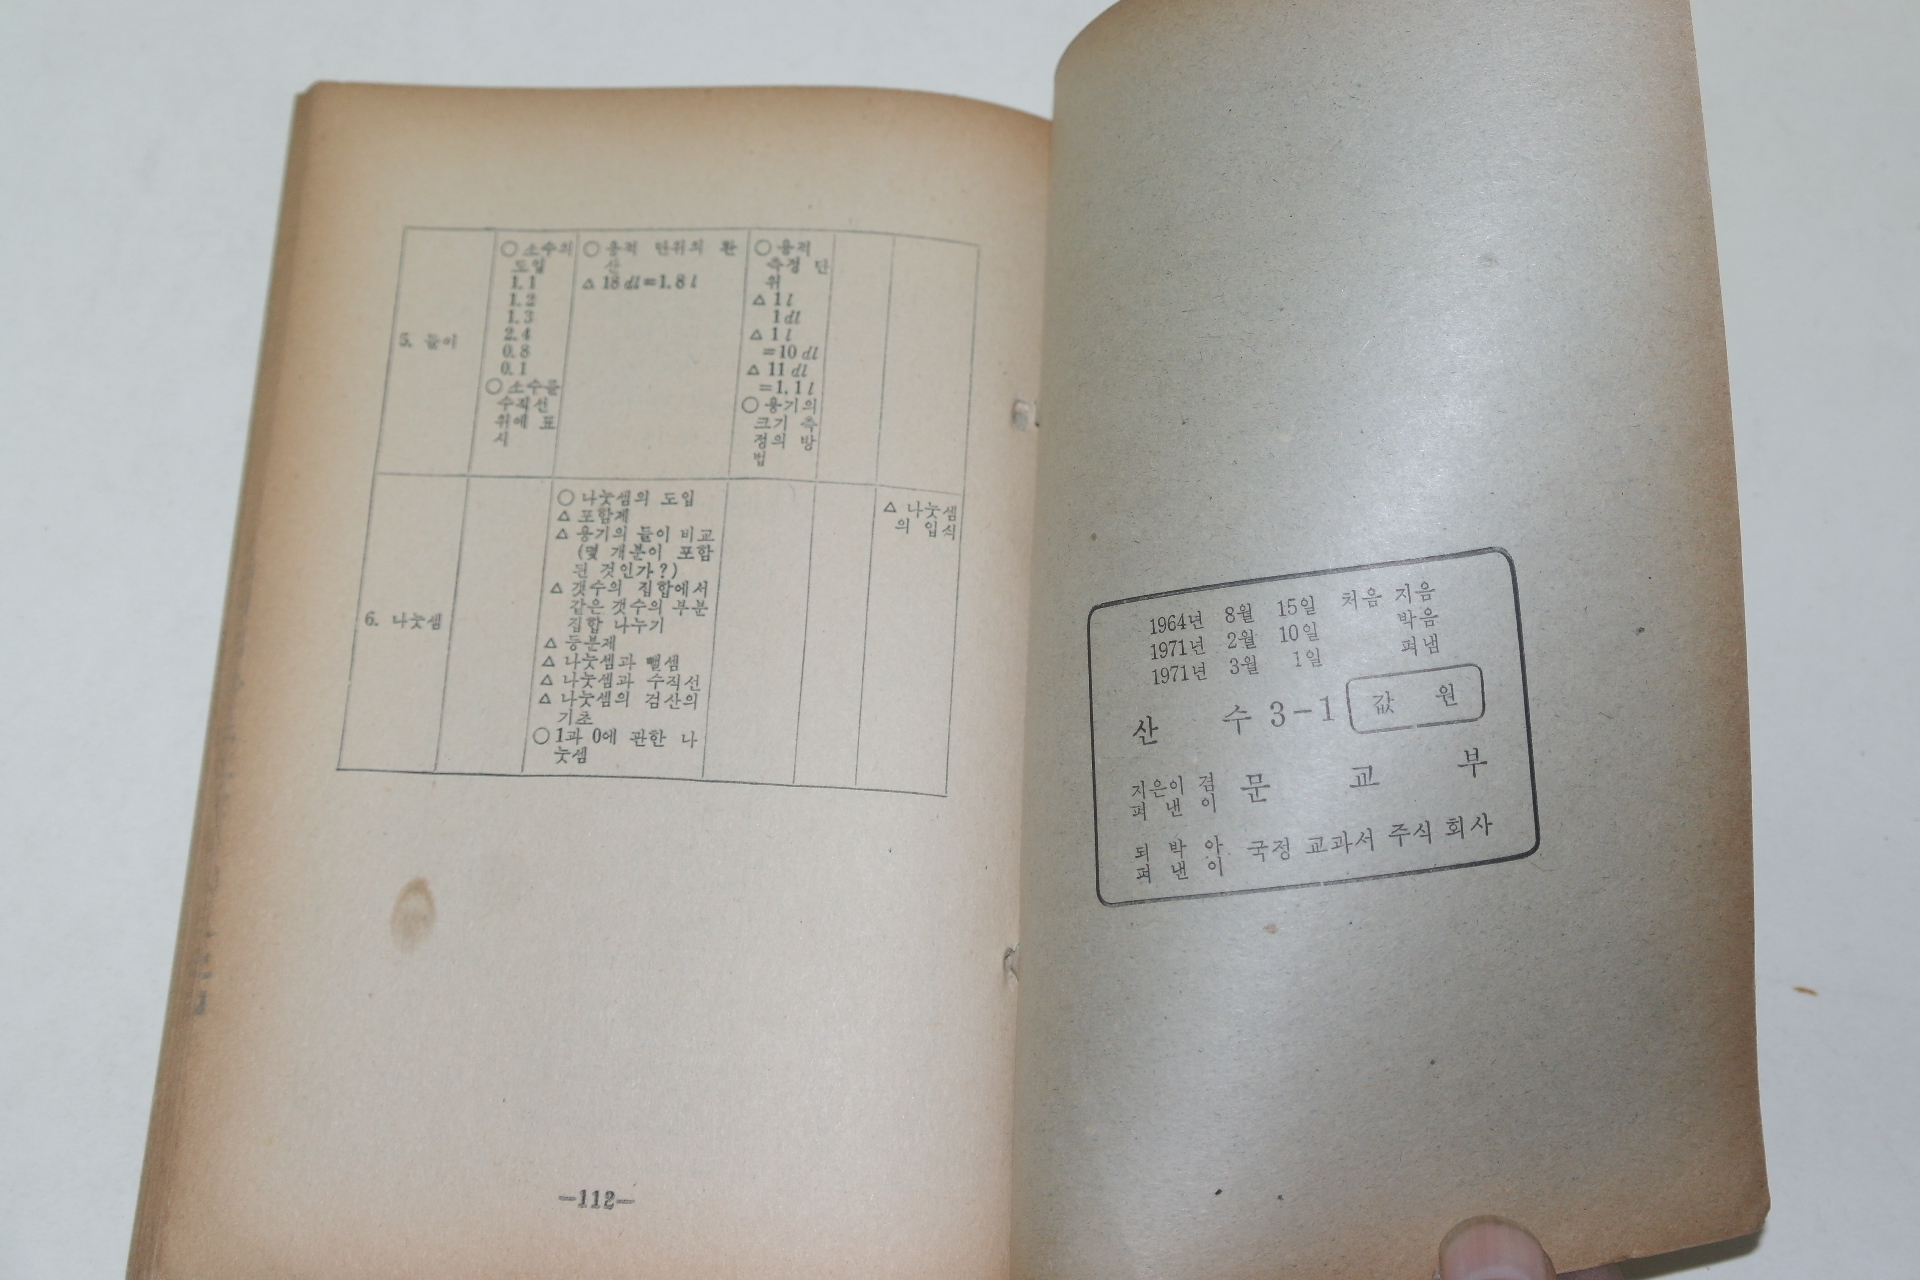 5. 들이
○ 소수의
도입
1.1
1.2
1.3
2.4
0.8
0.1
○ 소수를
수직선
위에 표
시
○ 용적 단위의 환
산
△ 18 dl=1.8 l
○ 용적
측정 단
위
△ 1 l
1 dl
△ 1 l
=10 dl
△ 11 dl
=1.1 l
○ 용기의
크기 측
정의 방
법
6. 나눗셈
○ 나눗셈의 도입
△ 포함제
△ 용기의 들이 비교
(몇 개분이 포함
된 것인가?)
△ 갯수의 집합에서
같은 갯수의 부분
집합 나누기
△ 등분제
△ 나눗셈과 뺄셈
△ 나눗셈과 수직선
△ 나눗셈의 검산의
기초
○ 1과 0에 관한 나
눗셈
△ 나눗셈
의 입식
—112—
1964년 8월 15일 처음 지음
1971년 2월 10일 박음
1971년 3월 1일 펴냄
산 수 3-1 값 원
지은이 겸
펴 낸 이
문 교 부
되 박 아
펴 낸 이
국정 교과서 주식 회사